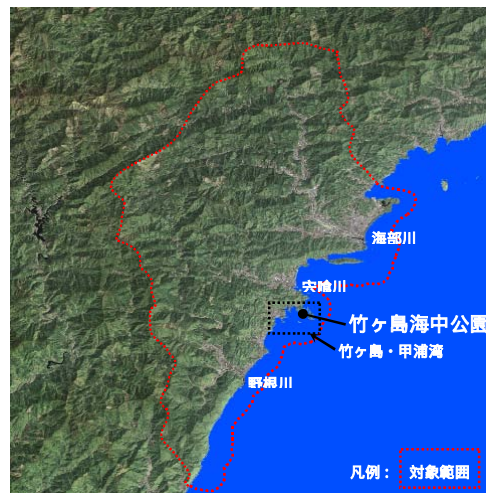 海部川
宍喰川
竹ヶ島海中公園
竹ヶ島・甲浦湾
野根川
凡例： 対象範囲